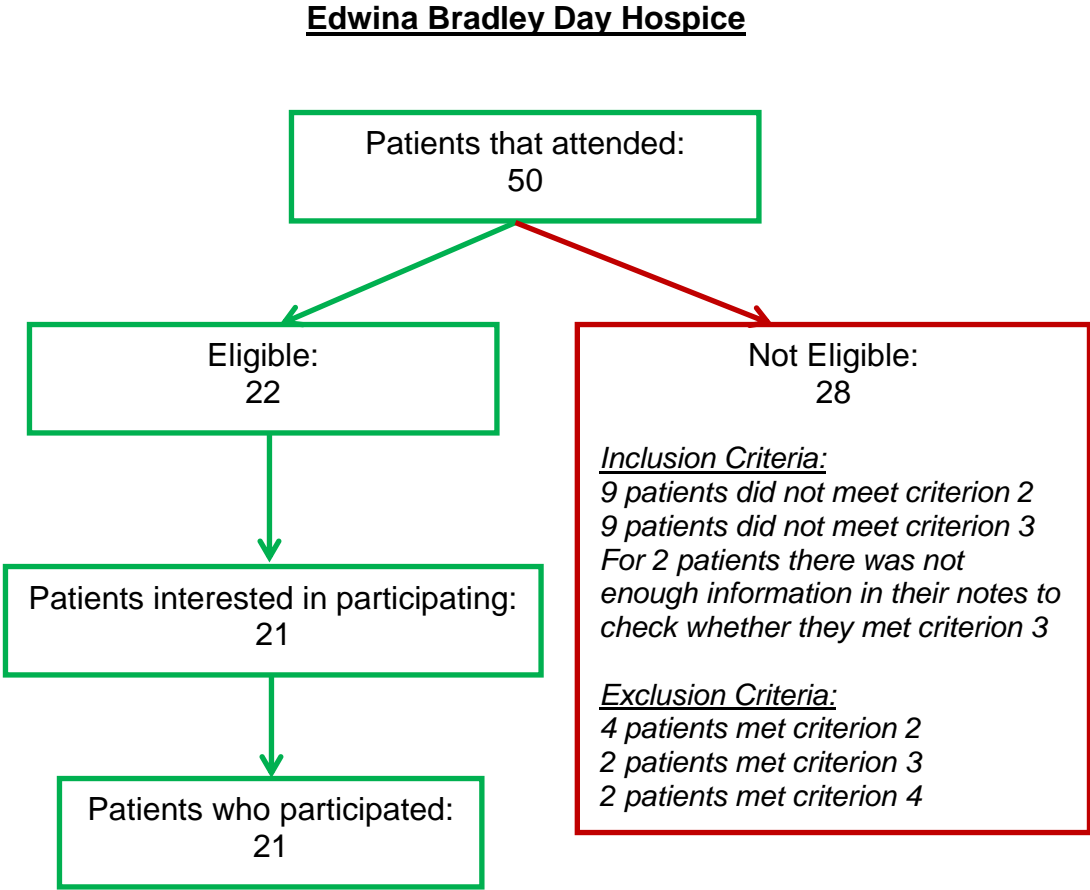 Edwina Bradley Day Hospice
Patients that attended:
50
Eligible:
22
Not Eligible:
28
Inclusion Criteria:
9 patients did not meet criterion 2
9 patients did not meet criterion 3
For 2 patients there was not
enough information in their notes to
check whether they met criterion 3
Exclusion Criteria:
4 patients met criterion 2
2 patients met criterion 3
2 patients met criterion 4
Patients interested in participating:
21
Patients who participated:
21